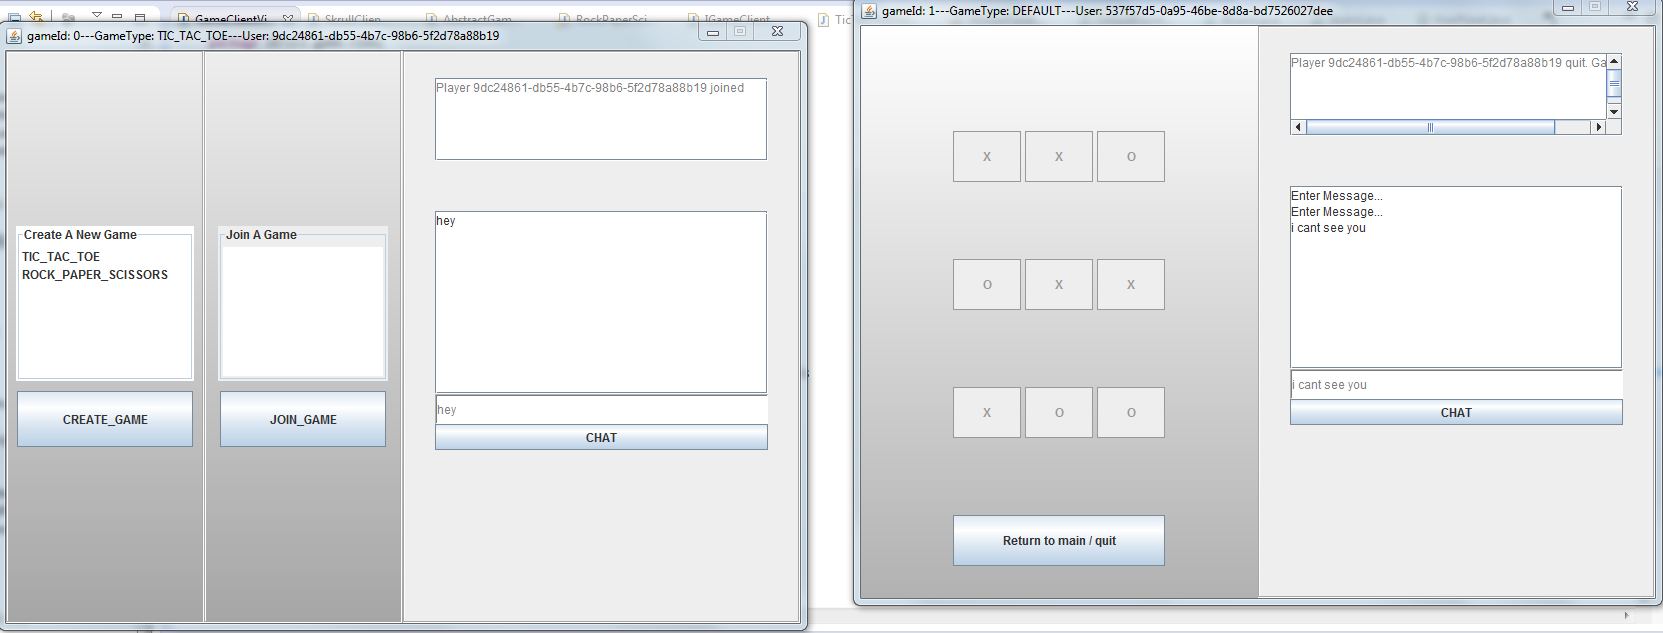 GameClientVi
SkrullClien
AbstractGam
RockPaperSci
IGameClient
gameId: 0---GameType: TIC_TAC_TOE---User: 9dc24861-db55-4b7c-98b6-5f2d78a88b19
Create A New Game
TIC_TAC_TOE
ROCK_PAPER_SCISSORS
CREATE_GAME
Join A Game
JOIN_GAME
Player 9dc24861-db55-4b7c-98b6-5f2d78a88b19 joined
hey
hey
CHAT
gameId: 1---GameType: DEFAULT---User: 537f57d5-0a95-46be-8d8a-bd7526027dee
X X O
O X X
X O O
Return to main / quit
Player 9dc24861-db55-4b7c-98b6-5f2d78a88b19 quit. Ga
Enter Message...
Enter Message...
i cant see you
i cant see you
CHAT